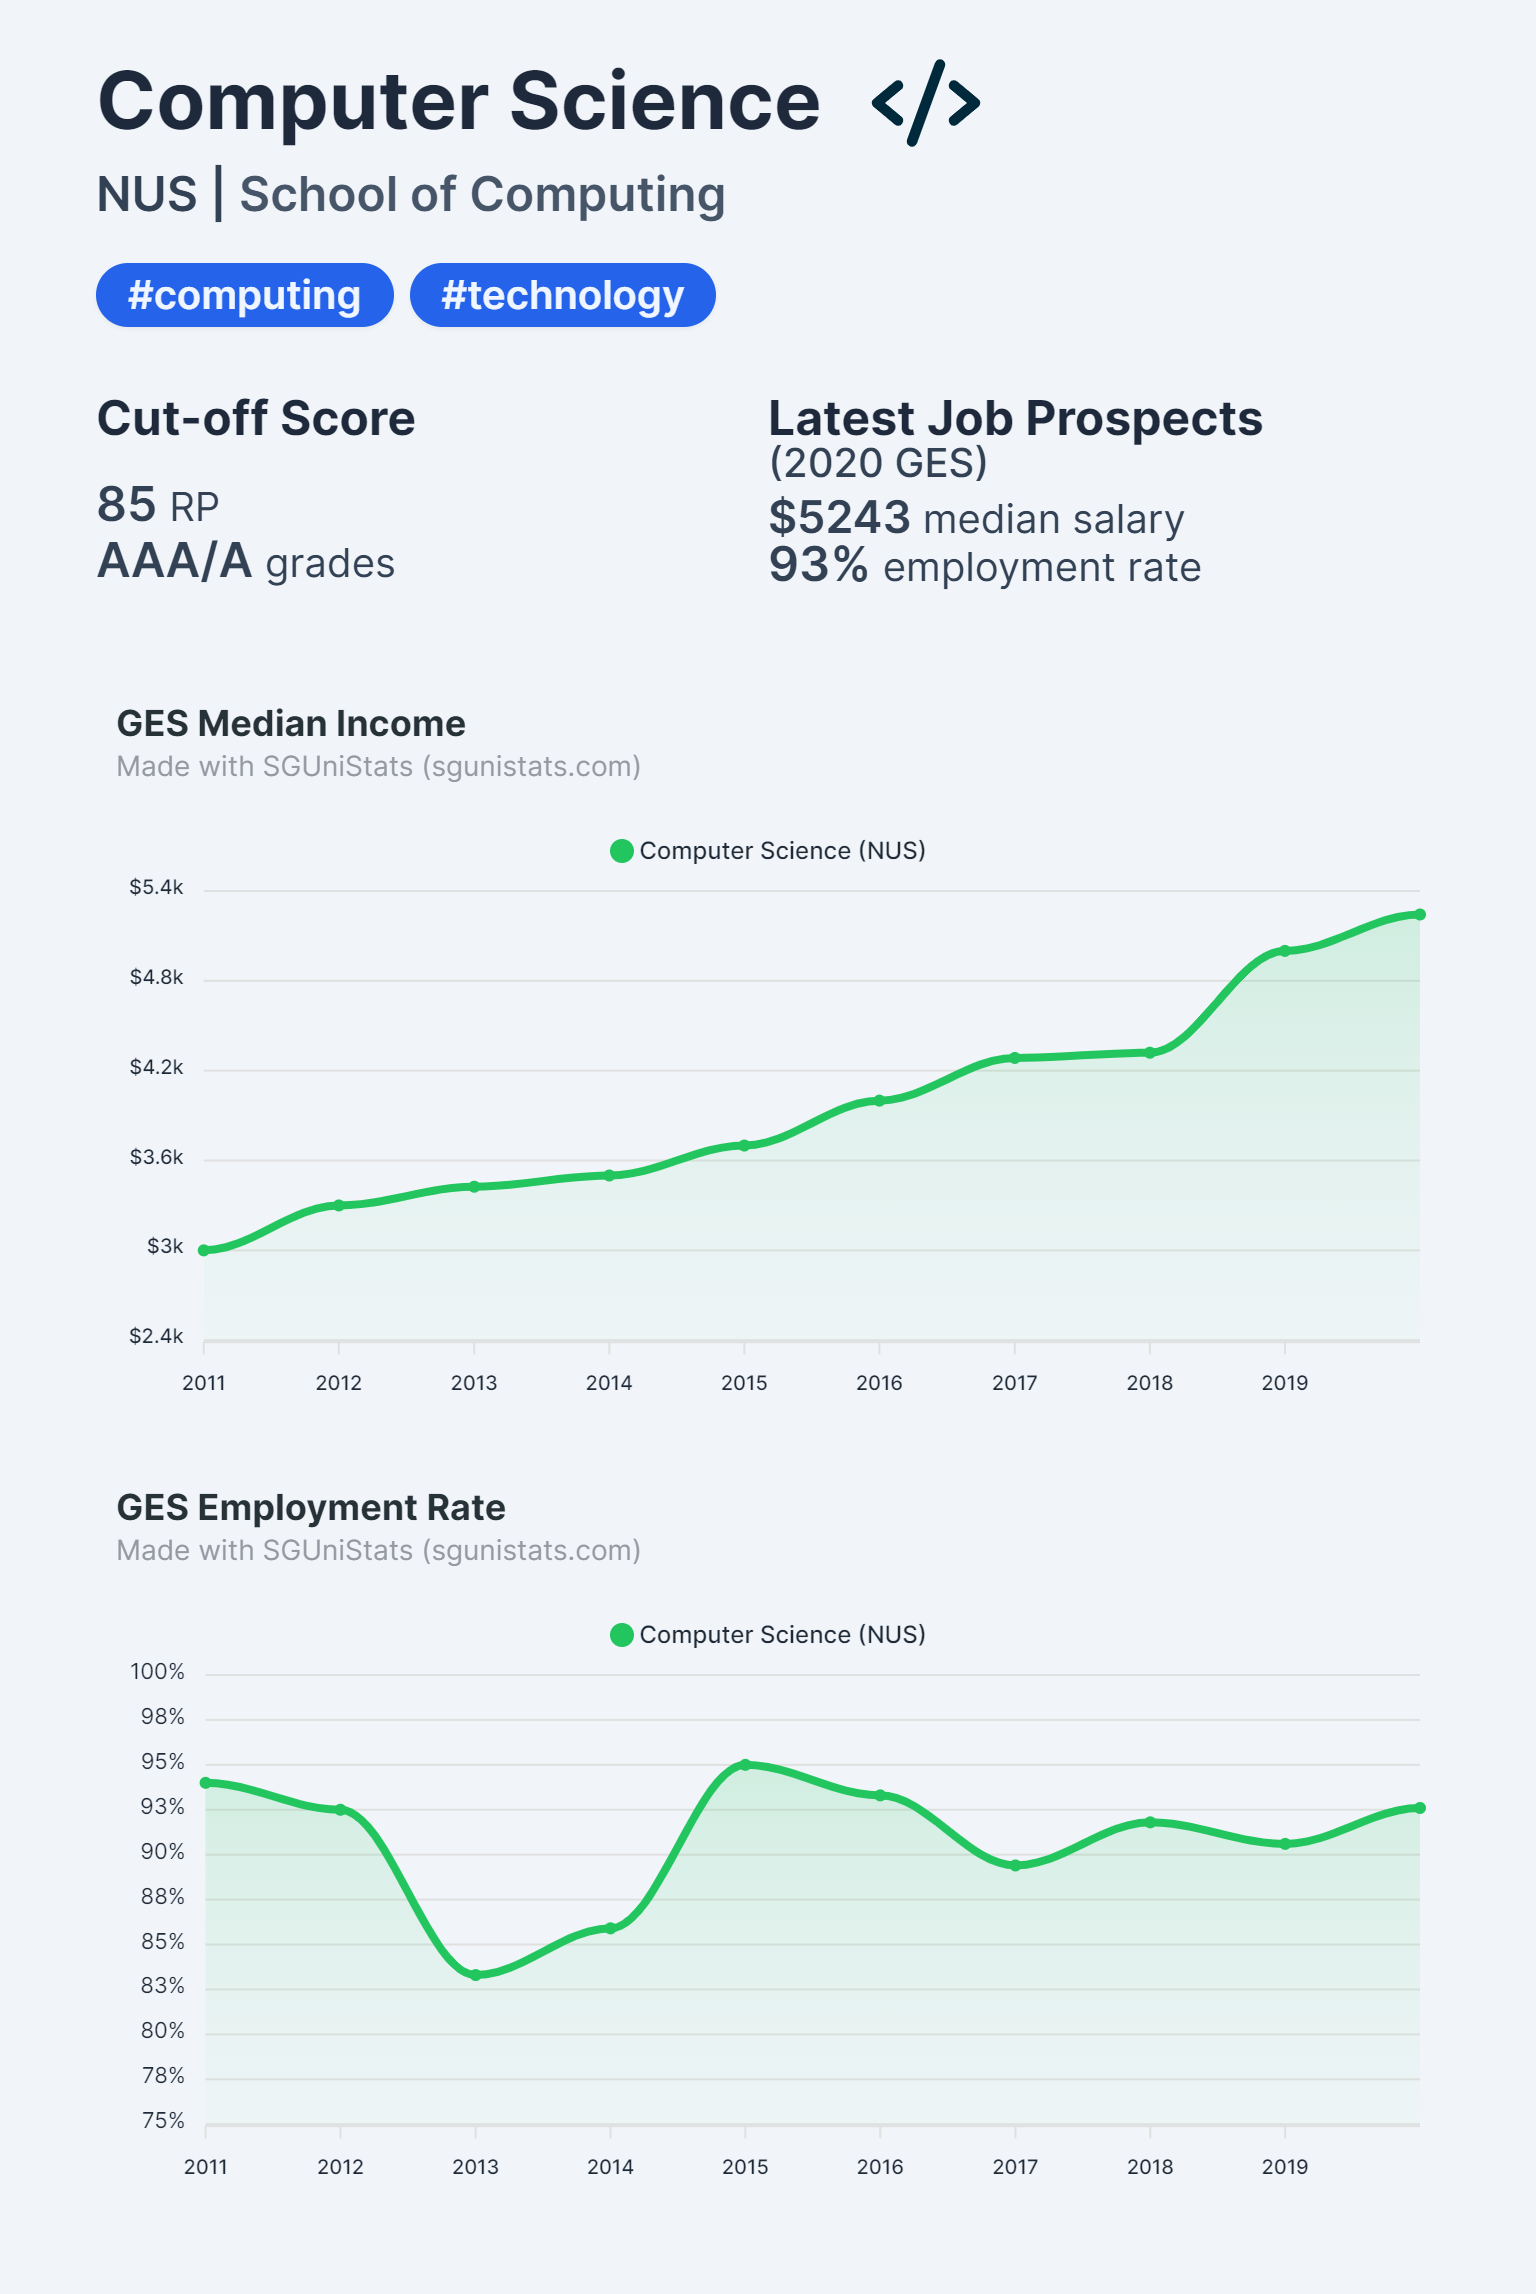 Computer Science </>
NUS | School of Computing
#computing #technology
Cut-off Score
85 RP
AAA/A grades
Latest Job Prospects
(2020 GES)
$5243 median salary
93% employment rate
GES Median Income
Made with SGUniStats (sgunistats.com)
Computer Science (NUS)
$5.4k
$4.8k
$4.2k
$3.6k
$3k
$2.4k
2011 2012 2013 2014 2015 2016 2017 2018 2019
GES Employment Rate
Made with SGUniStats (sgunistats.com)
Computer Science (NUS)
100%
98%
95%
93%
90%
88%
85%
83%
80%
78%
75%
2011 2012 2013 2014 2015 2016 2017 2018 2019